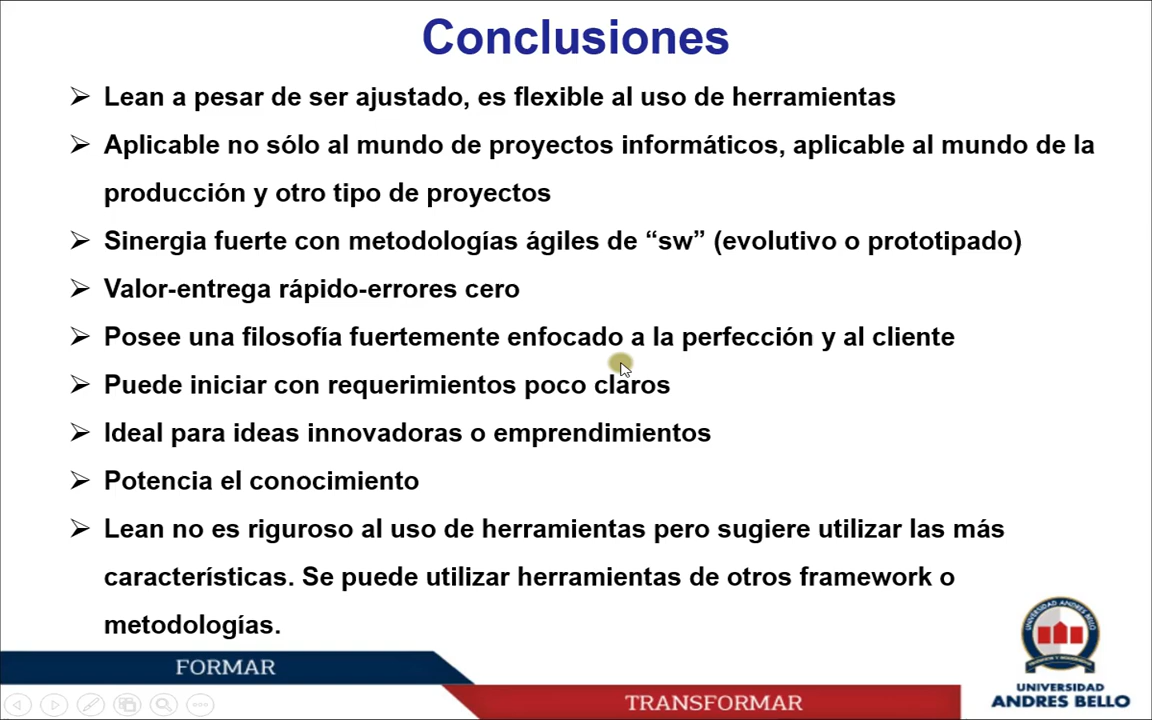 Conclusiones
Lean a pesar de ser ajustado, es flexible al uso de herramientas
Aplicable no sólo al mundo de proyectos informáticos, aplicable al mundo de la
producción y otro tipo de proyectos
Sinergia fuerte con metodologías ágiles de “sw” (evolutivo o prototipado)
Valor-entrega rápido-errores cero
Posee una filosofía fuertemente enfocado a la perfección y al cliente
Puede iniciar con requerimientos poco claros
Ideal para ideas innovadoras o emprendimientos
Potencia el conocimiento
Lean no es riguroso al uso de herramientas pero sugiere utilizar las más
características. Se puede utilizar herramientas de otros framework o
metodologías.
FORMAR
TRANSFORMAR
UNIVERSIDAD ANDRES BELLO
UNIVERSIDAD
ANDRES BELLO